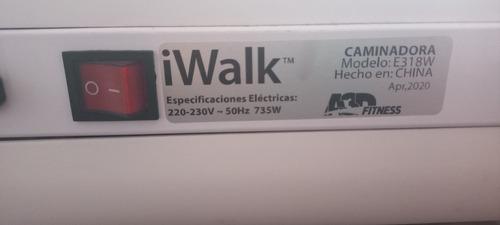 iWalk™
CAMINADORA
Modelo: E318W
Hecho en: CHINA
Apr,2020
Especificaciones Eléctricas:
220-230V ~ 50Hz 735W
FITNESS